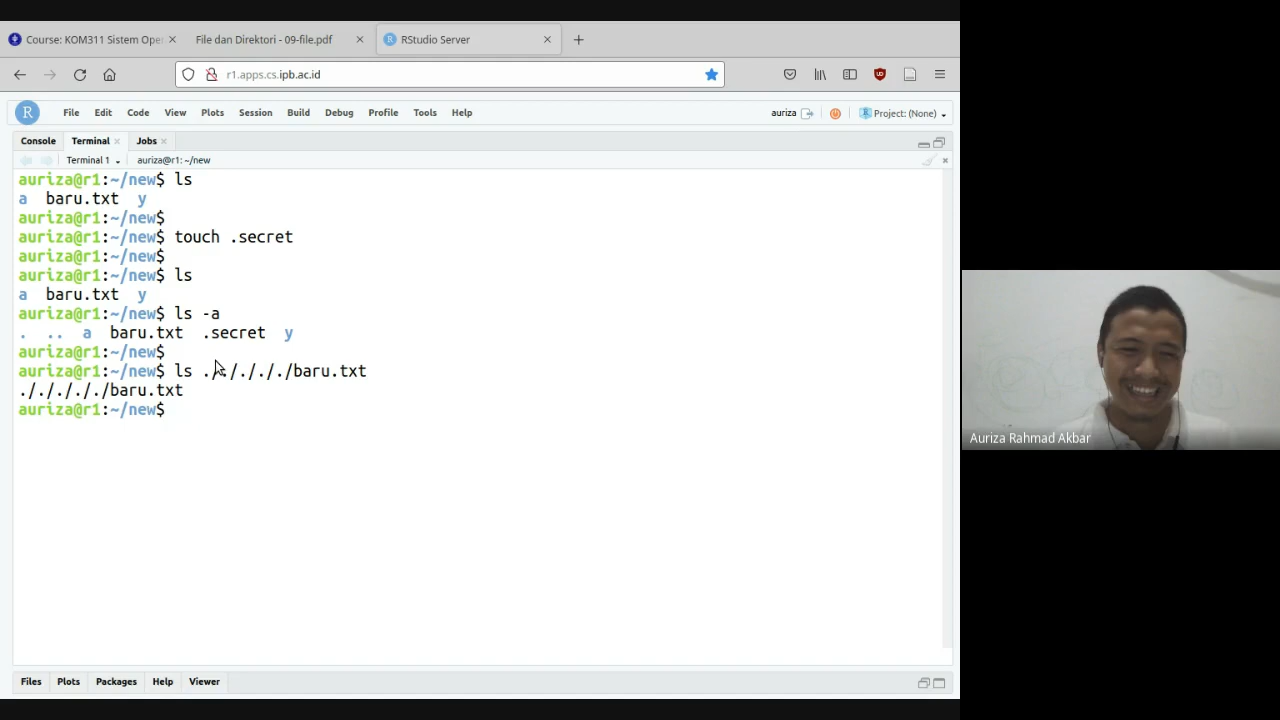 Course: KOM311 Sistem Ope
File dan Direktori - 09-file.pdf
RStudio Server
r1.apps.cs.ipb.ac.id
R File Edit Code View Plots Session Build Debug Profile Tools Help
auriza
Project: (None)
Console Terminal Jobs
Terminal 1 auriza@r1: ~/new
auriza@r1:~/new$ ls
a baru.txt y
auriza@r1:~/new$
auriza@r1:~/new$ touch .secret
auriza@r1:~/new$
auriza@r1:~/new$ ls
a baru.txt y
auriza@r1:~/new$ ls -a
. .. a baru.txt .secret y
auriza@r1:~/new$
auriza@r1:~/new$ ls ././././././baru.txt
././././././baru.txt
auriza@r1:~/new$
Files Plots Packages Help Viewer
Auriza Rahmad Akbar